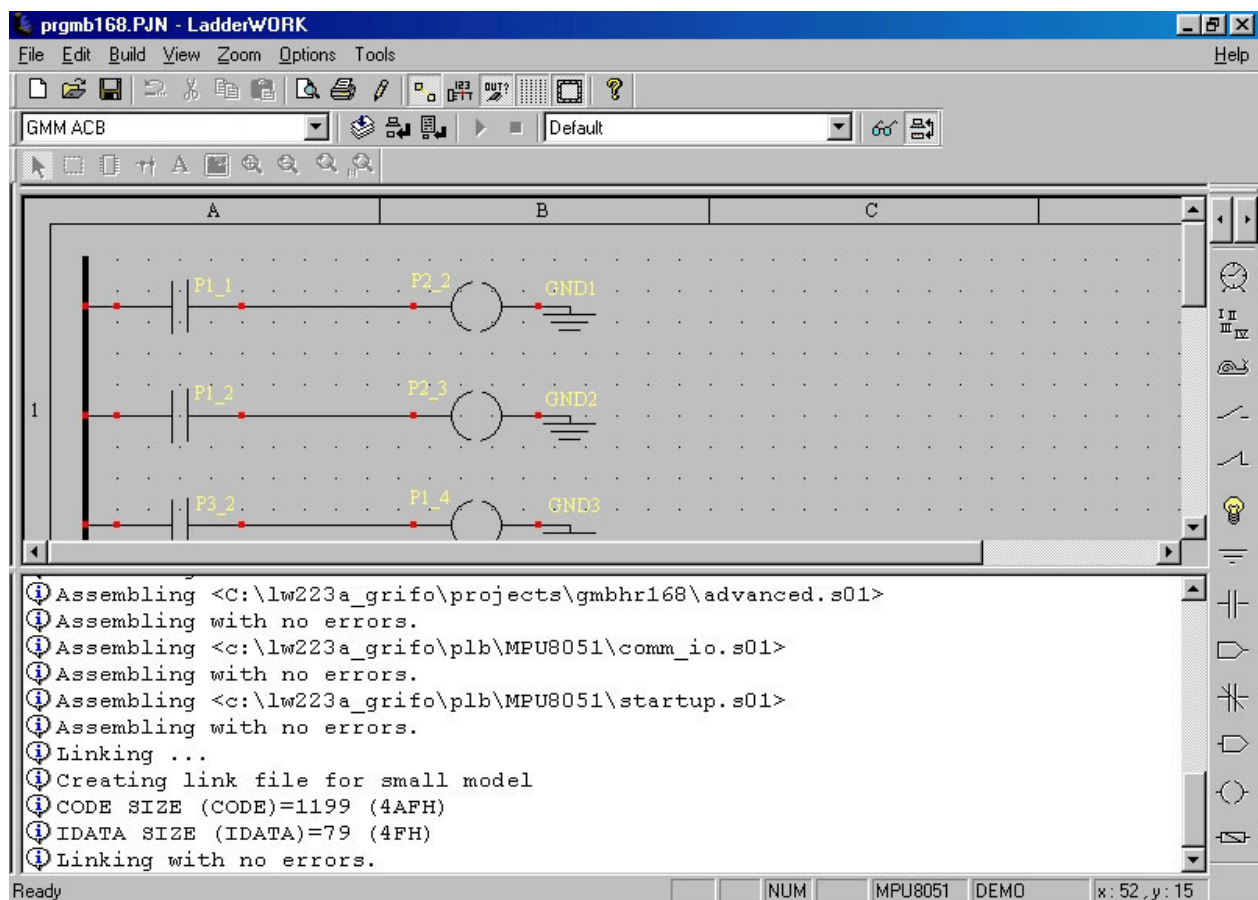 prgmb168.PJN - LadderWORK
File Edit Build View Zoom Options Tools Help
GMM ACB Default
A B C
P1_1 P2_2 GND1
1
P1_2 P2_3 GND2
P3_2 P1_4 GND3
Assembling <C:\lw223a_grifo\projects\gmbhr168\advanced.s01>
Assembling with no errors.
Assembling <c:\lw223a_grifo\plb\MPU8051\comm_io.s01>
Assembling with no errors.
Assembling <c:\lw223a_grifo\plb\MPU8051\startup.s01>
Assembling with no errors.
Linking ...
Creating link file for small model
CODE SIZE (CODE)=1199 (4AFH)
IDATA SIZE (IDATA)=79 (4FH)
Linking with no errors.
Ready NUM MPU8051 DEMO x: 52 , y: 15